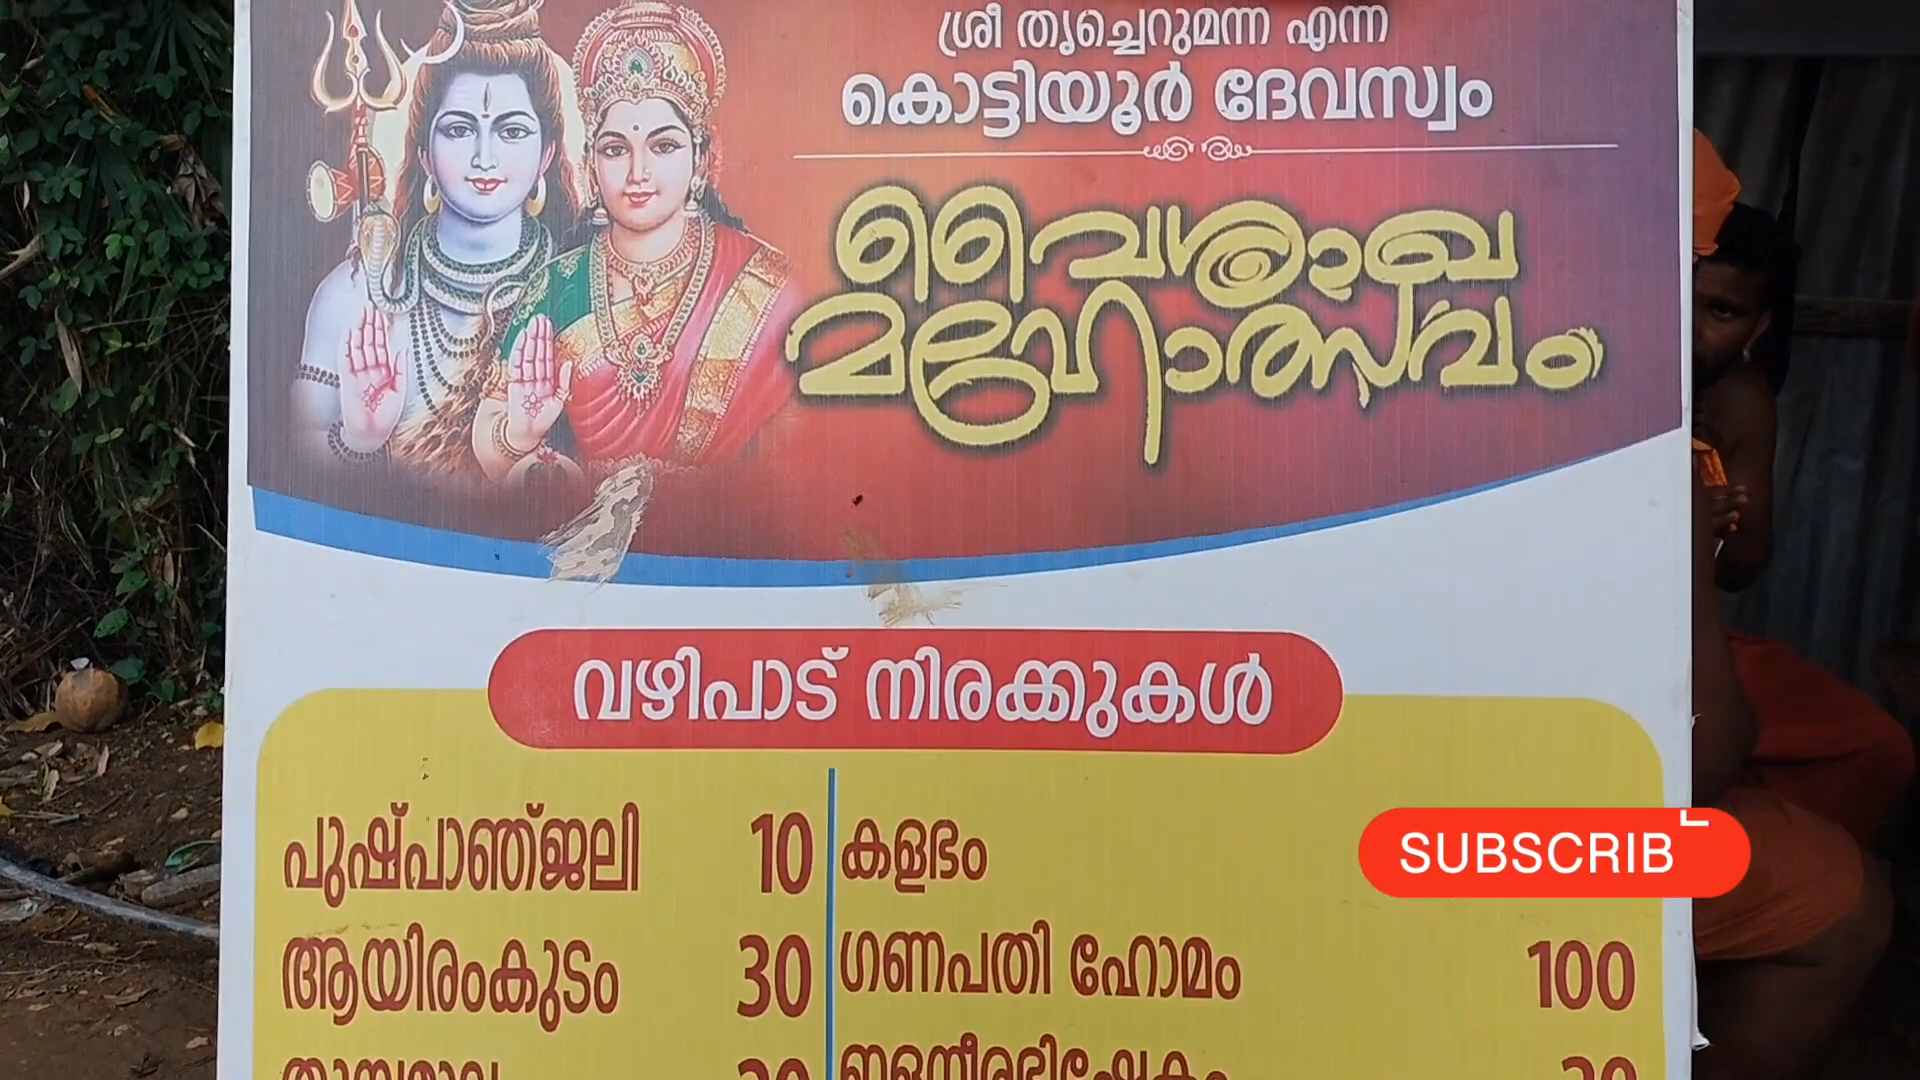 ശ്രീ തൃച്ചെറുമന്ന എന്ന
കൊട്ടിയൂർ ദേവസ്വം
വൈശാഖ
മഹോത്സവം
വഴിപാട് നിരക്കുകൾ
പുഷ്പാഞ്ജലി 10
കളഭം
SUBSCRIB
ആയിരംകുടം 30
ഗണപതി ഹോമം 100